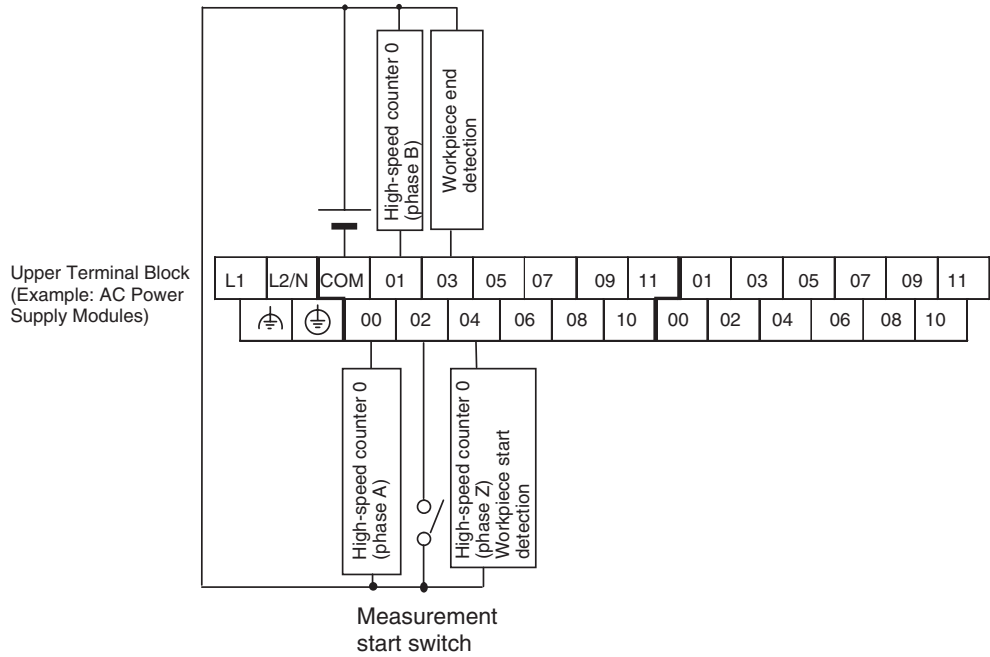 High-speed counter 0
(phase B)
Workpiece end
detection
Upper Terminal Block
(Example: AC Power
Supply Modules)
L1 L2/N COM 01 03 05 07 09 11 01 03 05 07 09 11
00 02 04 06 08 10 00 02 04 06 08 10
High-speed counter 0
(phase A)
High-speed counter 0
(phase Z)
Workpiece start
detection
Measurement
start switch